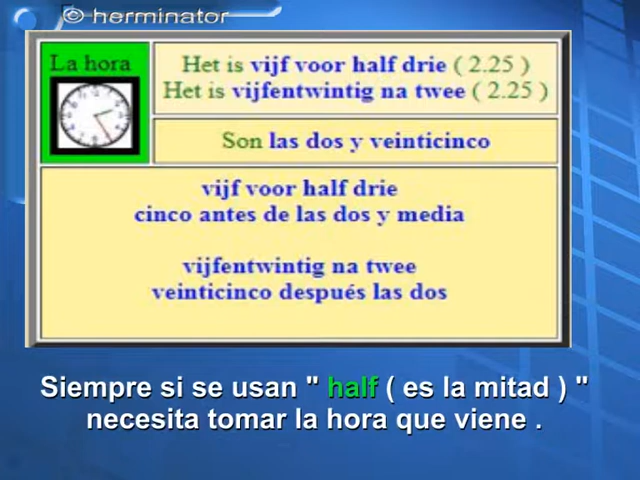 © herminator
La hora
Het is vijf voor half drie ( 2.25 )
Het is vijfentwintig na twee ( 2.25 )
Son las dos y veinticinco
vijf voor half drie
cinco antes de las dos y media
vijfentwintig na twee
veinticinco después las dos
Siempre si se usan " half ( es la mitad ) "
necesita tomar la hora que viene .